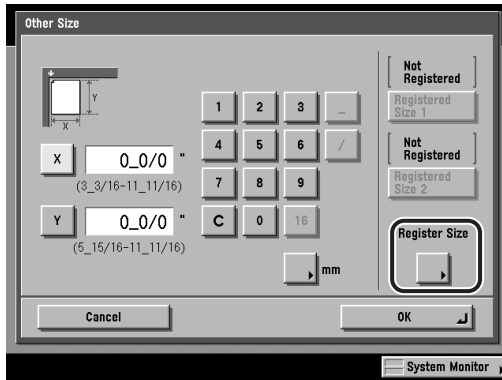 Other Size
Y
X
X
0_0/0 "
(3_3/16-11_11/16)
Y
0_0/0 "
(5_15/16-11_11/16)
1 2 3 _
4 5 6 /
7 8 9
C 0 16
mm
Not
Registered
Registered
Size 1
Not
Registered
Registered
Size 2
Register Size
Cancel
OK
System Monitor